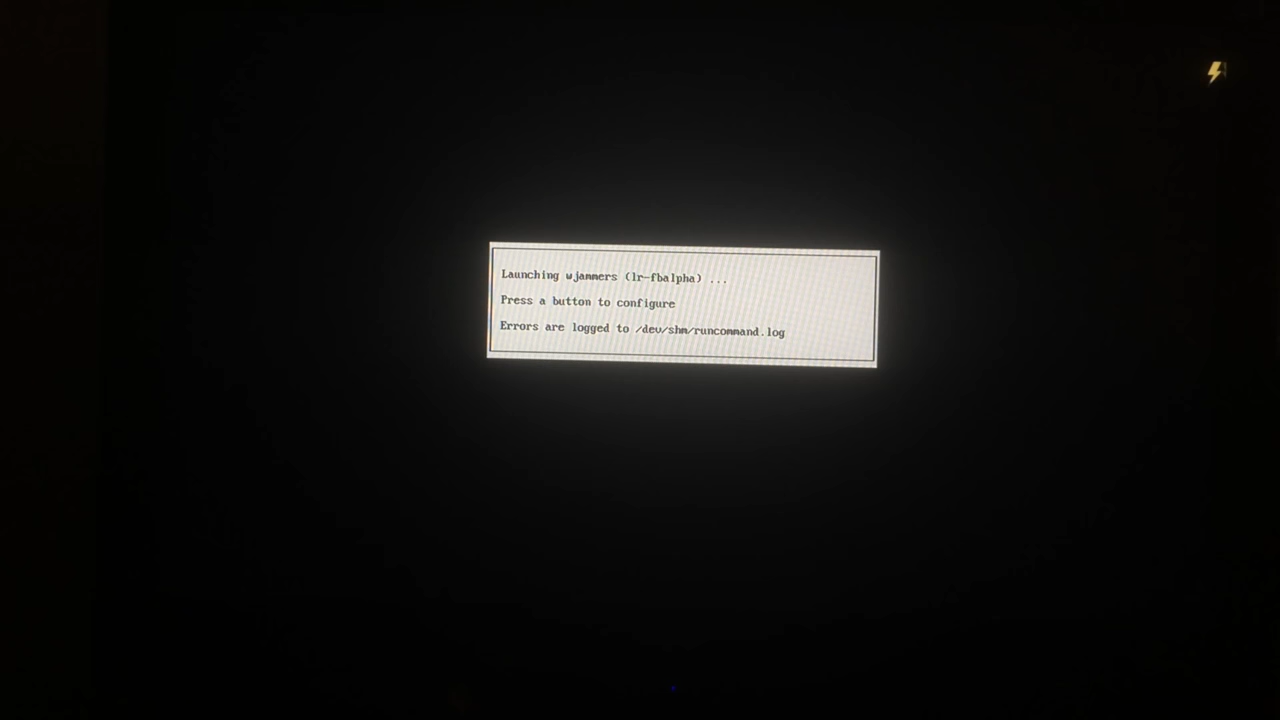 Launching wjammers (lr-fbalpha) ...
Press a button to configure
Errors are logged to /dev/shm/runcommand.log